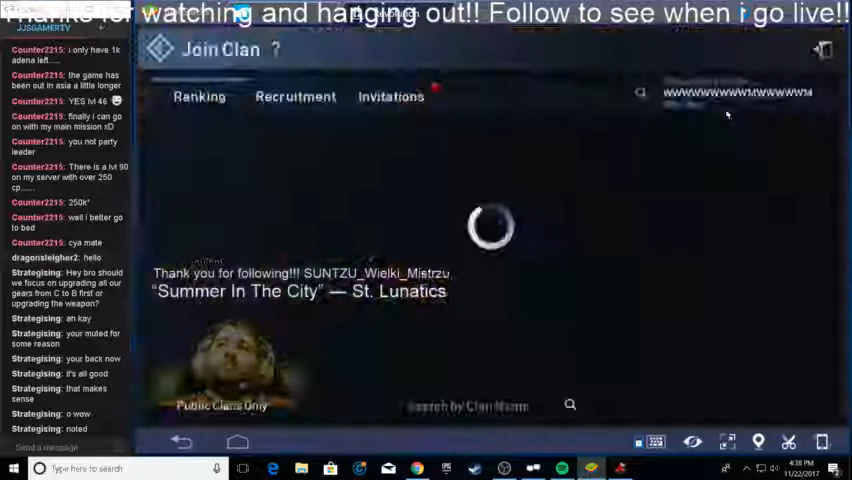 Thanks for watching and hanging out!! Follow to see when i go live!!
JJSGAMERTV
Counter2215: i only have 1k
adena left.....
Counter2215: the game has
been out in asia a little longer
Counter2215: YES lvl 46
Counter2215: finally i can go
on with my main mission xD
Counter2215: you not party
leader
Counter2215: There is a lvl 90
on my server with over 250
cp......
Counter2215: 250k*
Counter2215: well i better go
to bed
Counter2215: cya mate
dragonsleigher2: hello
Strategising: Hey bro should
we focus on upgrading all our
gears from C to B first or
upgrading the weapon?
Strategising: ah kay
Strategising: your muted for
some reason
Strategising: your back now
Strategising: it's all good
Strategising: that makes
sense
Strategising: o wow
Strategising: noted
Send a message
Join Clan ?
Ranking
Recruitment
Invitations
Thank you for following!!! SUNTZU_Wielki_Mistrzu
“Summer In The City” — St. Lunatics
Public Clans Only
Search by Clan Name
Type here to search
4:38 PM
11/22/2017